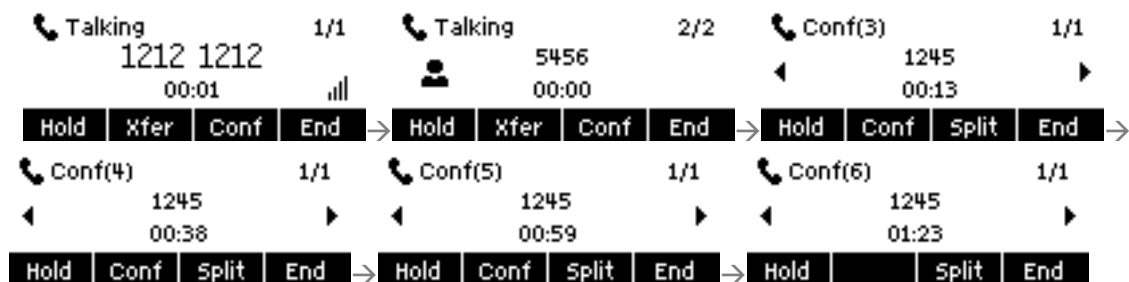 Talking 1/1
1212 1212
00:01
Hold Xfer Conf End
Talking 2/2
5456
00:00
Hold Xfer Conf End
Conf(3) 1/1
1245
00:13
Hold Conf Split End
Conf(4) 1/1
1245
00:38
Hold Conf Split End
Conf(5) 1/1
1245
00:59
Hold Conf Split End
Conf(6) 1/1
1245
01:23
Hold Split End